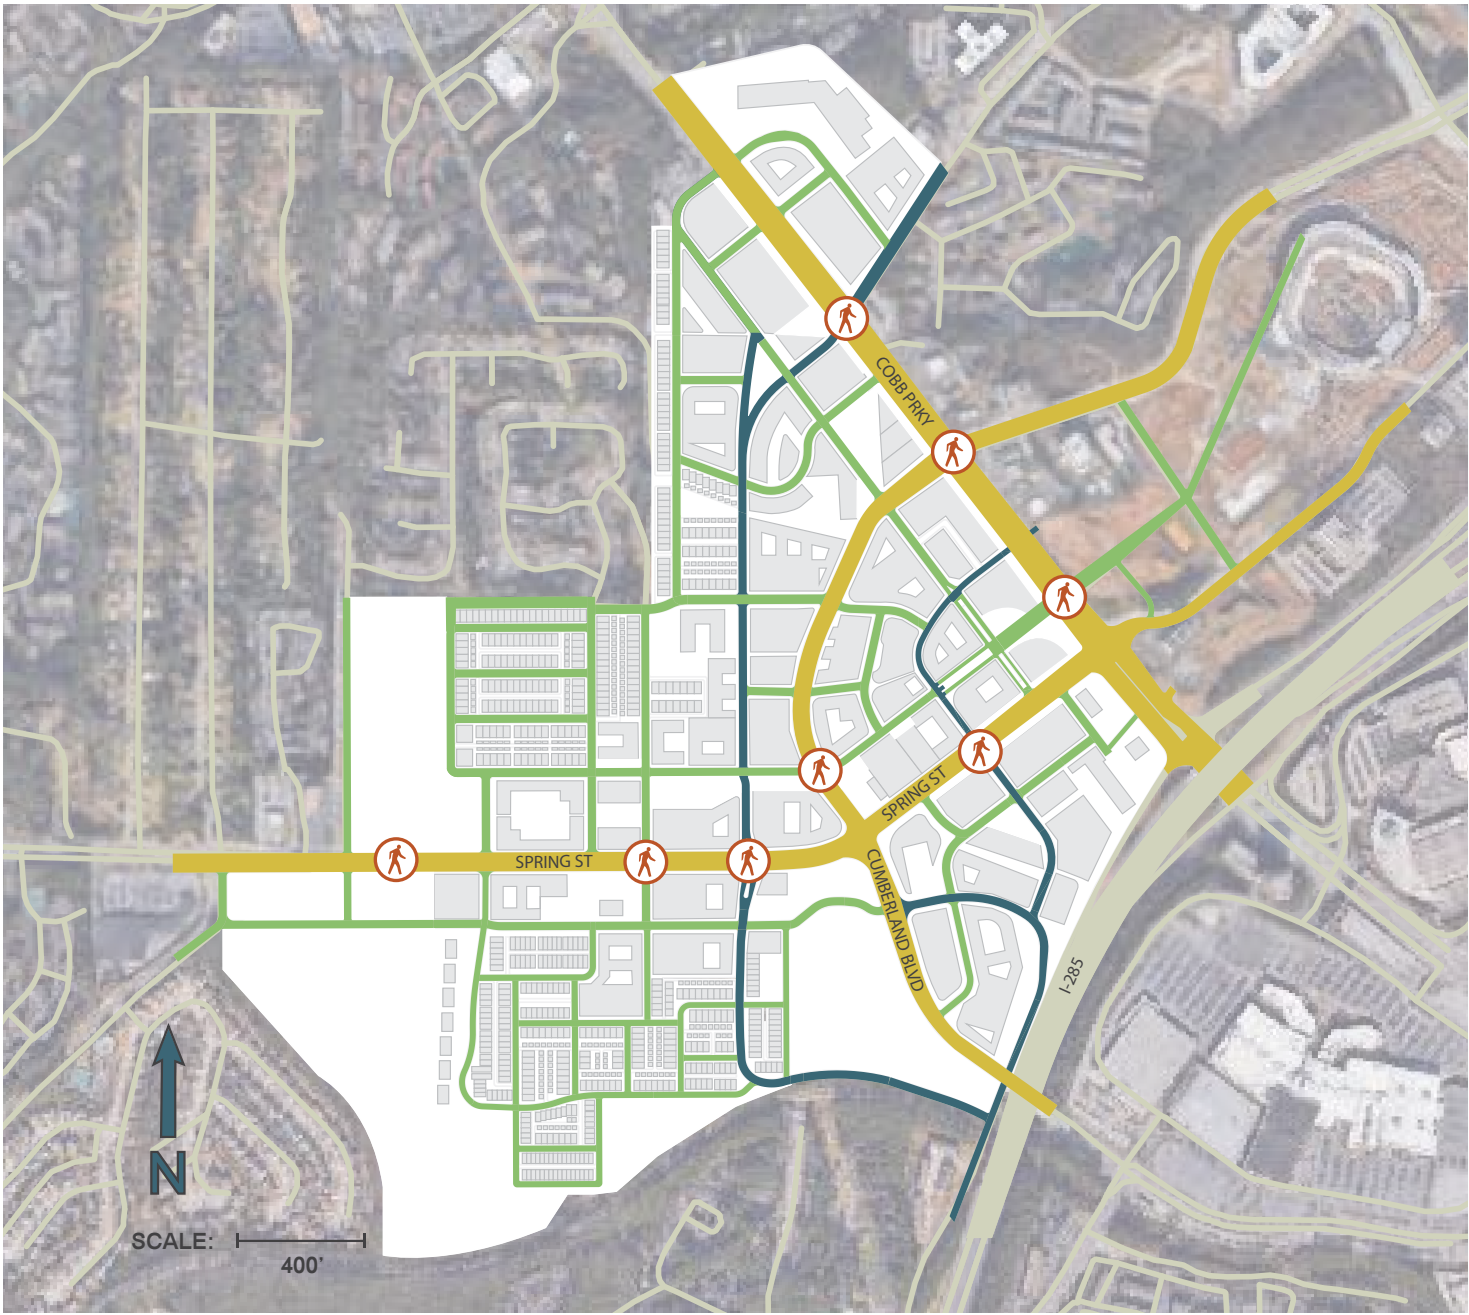 COBB PRKY
SPRING ST
SPRING ST
CUMBERLAND BLVD
I-285
N
SCALE:
400'